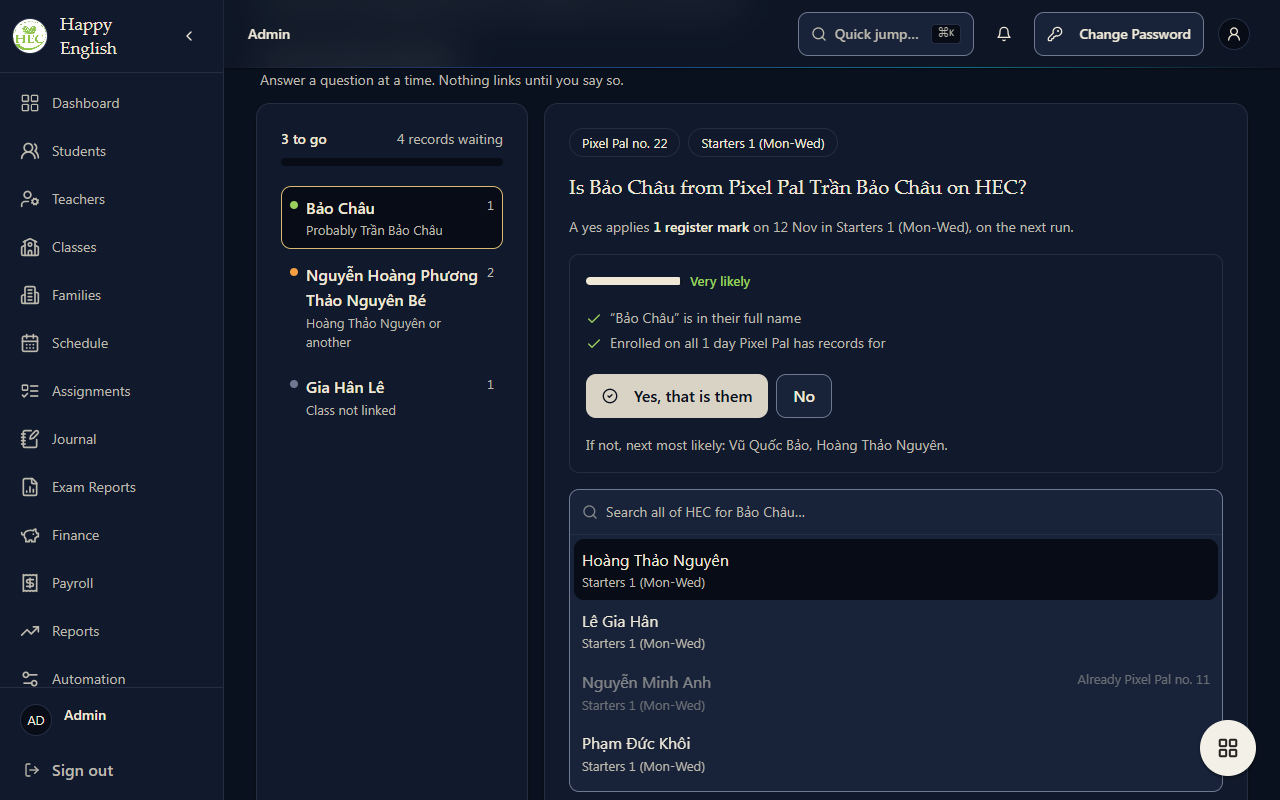 Happy
English
HEC
Dashboard
Students
Teachers
Classes
Families
Schedule
Assignments
Journal
Exam Reports
Finance
Payroll
Reports
Automation
AD
Admin
Sign out
Admin
Quick jump...
⌘K
Change Password
Answer a question at a time. Nothing links until you say so.
3 to go
4 records waiting
Bảo Châu
1
Probably Trần Bảo Châu
Nguyễn Hoàng Phương
2
Thảo Nguyên Bé
Hoàng Thảo Nguyên or
another
Gia Hân Lê
1
Class not linked
Pixel Pal no. 22
Starters 1 (Mon-Wed)
Is Bảo Châu from Pixel Pal Trần Bảo Châu on HEC?
A yes applies 1 register mark on 12 Nov in Starters 1 (Mon-Wed), on the next run.
Very likely
“Bảo Châu” is in their full name
Enrolled on all 1 day Pixel Pal has records for
Yes, that is them
No
If not, next most likely: Vũ Quốc Bảo, Hoàng Thảo Nguyên.
Search all of HEC for Bảo Châu...
Hoàng Thảo Nguyên
Starters 1 (Mon-Wed)
Lê Gia Hân
Starters 1 (Mon-Wed)
Nguyễn Minh Anh
Already Pixel Pal no. 11
Starters 1 (Mon-Wed)
Phạm Đức Khôi
Starters 1 (Mon-Wed)